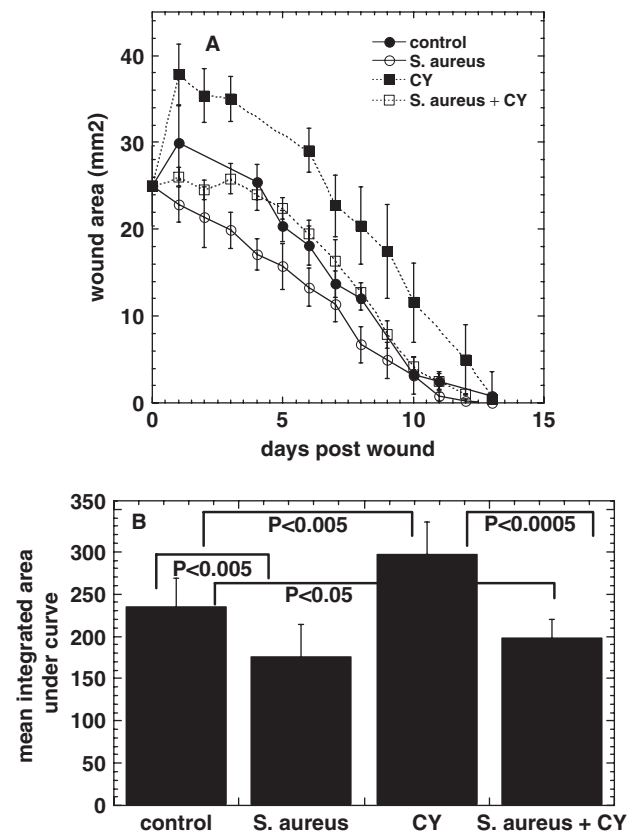 A
control
S. aureus
CY
S. aureus + CY
40
30
20
10
0
wound area (mm2)
0 5 10 15
days post wound
B
350
300
250
200
150
100
50
0
mean integrated area
under curve
P<0.005
P<0.0005
P<0.005
P<0.05
control S. aureus CY S. aureus + CY